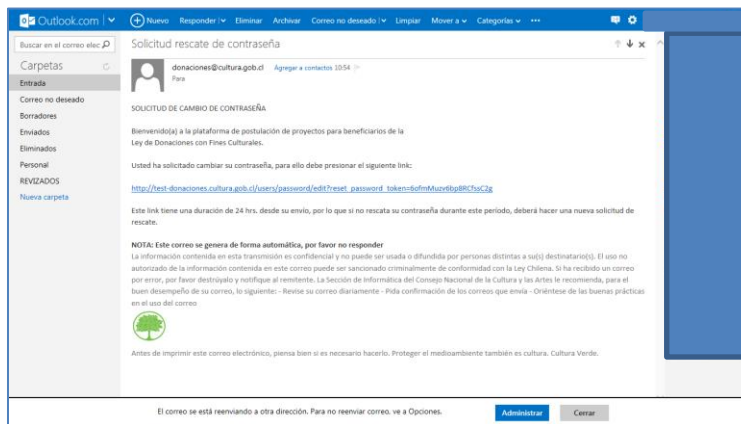 Outlook.com
Nuevo Responder Eliminar Archivar Correo no deseado Limpiar Mover a Categorías ...
Buscar en el correo elec
Carpetas
Entrada
Correo no deseado
Borradores
Enviados
Eliminados
Personal
REVIZADOS
Nueva carpeta
Solicitud rescate de contraseña
donaciones@cultura.gob.cl Agregar a contactos 10:54
Para
SOLICITUD DE CAMBIO DE CONTRASEÑA
Bienvenido(a) a la plataforma de postulación de proyectos para beneficiarios de la
Ley de Donaciones con Fines Culturales.
Usted ha solicitado cambiar su contraseña, para ello debe presionar el siguiente link:
http://test-donaciones.cultura.gob.cl/users/password/edit?reset_password_token=6ofmMuzv6bp8RCfssC2g
Este link tiene una duración de 24 hrs. desde su envío, por lo que si no rescata su contraseña durante este período, deberá hacer una nueva solicitud de
rescate.
NOTA: Este correo se genera de forma automática, por favor no responder
La información contenida en esta transmisión es confidencial y no puede ser usada o difundida por personas distintas a su(s) destinatario(s). El uso no
autorizado de la información contenida en este correo puede ser sancionado criminalmente de conformidad con la Ley Chilena. Si ha recibido un correo
por error, por favor destrúyalo y notifique al remitente. La Sección de Informática del Consejo Nacional de la Cultura y las Artes le recomienda, para el
buen desempeño de su correo, lo siguiente: - Revise su correo diariamente - Pida confirmación de los correos que envía - Oriéntese de las buenas prácticas
en el uso del correo
Antes de imprimir este correo electrónico, piensa bien si es necesario hacerlo. Proteger el medioambiente también es cultura. Cultura Verde.
El correo se está reenviando a otra dirección. Para no reenviar correo, ve a Opciones.
Administrar
Cerrar